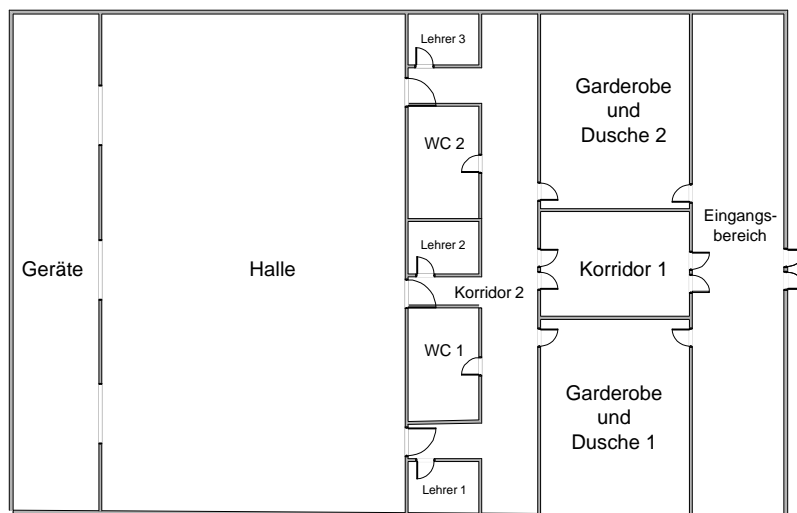 Lehrer 3
Garderobe
und
Dusche 2
WC 2
Eingangs-
bereich
Lehrer 2
Geräte
Halle
Korridor 1
Korridor 2
WC 1
Garderobe
und
Dusche 1
Lehrer 1